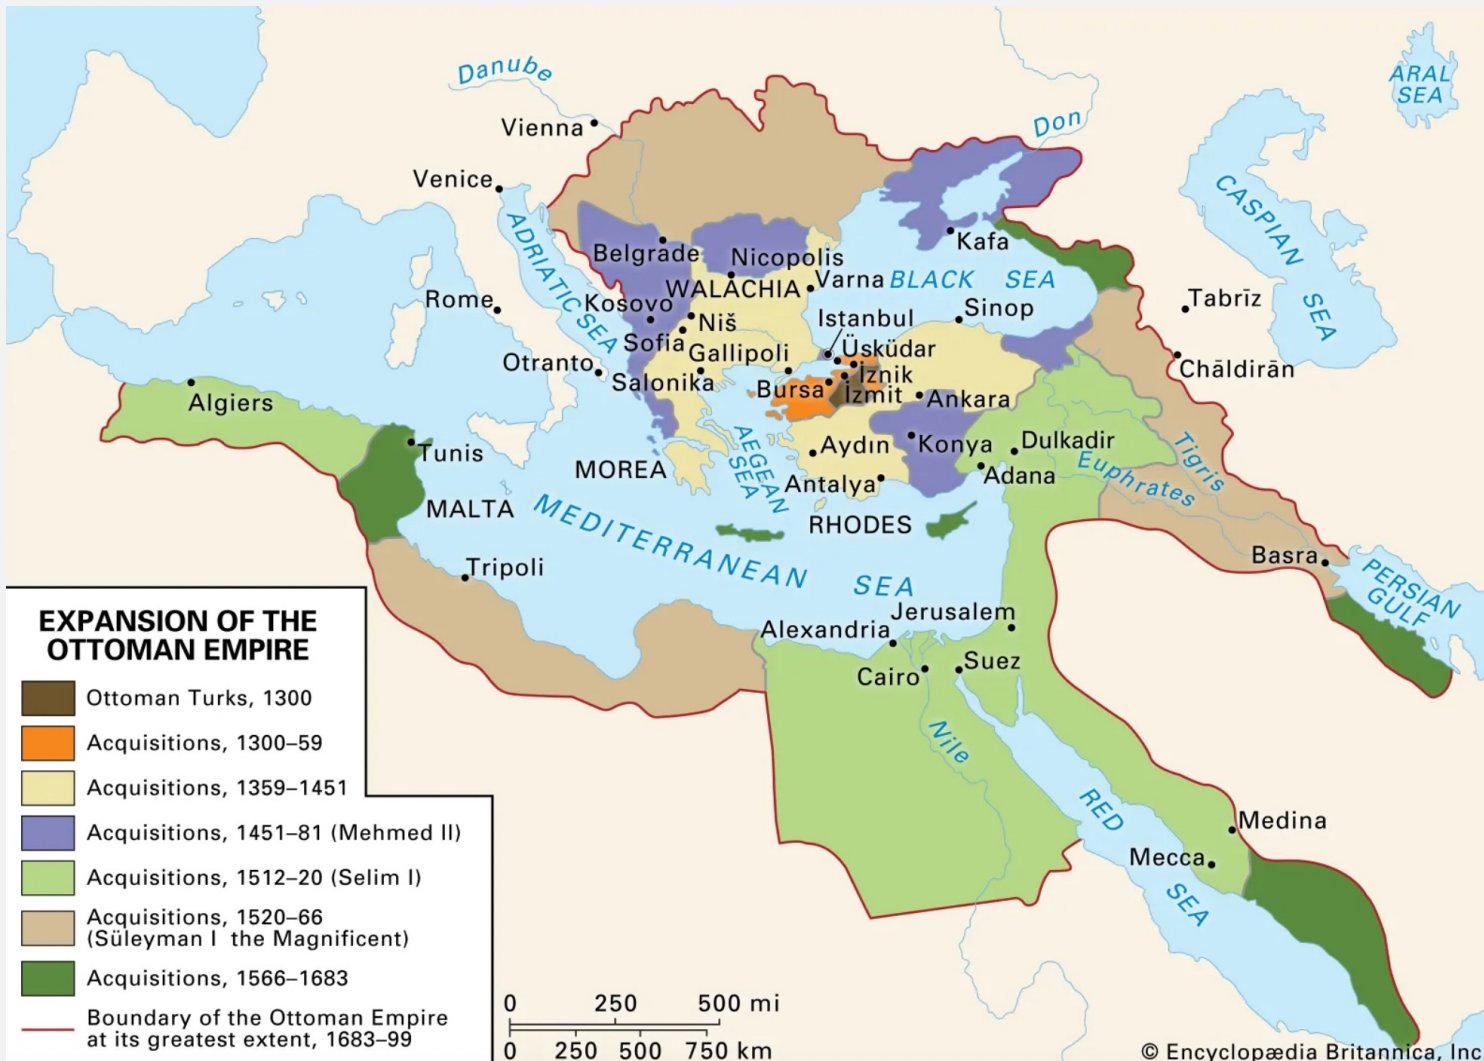 ARAL
SEA
Danube
Vienna
Don
Venice
CASPIAN
SEA
ADRIATIC SEA
Kafa
Belgrade
Nicopolis
WALACHIA
Varna
BLACK SEA
Rome
Kosovo
Niš
Sinop
Tabrīz
Istanbul
Sofia
Gallipoli
Üsküdar
Otranto
Salonika
Bursa
İznik
İzmit
Ankara
Chāldirān
Algiers
Tunis
MOREA
AEGEAN
SEA
Aydın
Konya
Dulkadir
Tigris
Antalya
Adana
Euphrates
MALTA
MEDITERRANEAN SEA
RHODES
Tripoli
Basra
PERSIAN
GULF
Jerusalem
Alexandria
Cairo
Suez
Nile
RED
SEA
Medina
Mecca
EXPANSION OF THE
OTTOMAN EMPIRE
Ottoman Turks, 1300
Acquisitions, 1300–59
Acquisitions, 1359–1451
Acquisitions, 1451–81 (Mehmed II)
Acquisitions, 1512–20 (Selim I)
Acquisitions, 1520–66
(Süleyman I the Magnificent)
Acquisitions, 1566–1683
Boundary of the Ottoman Empire
at its greatest extent, 1683–99
0 250 500 mi
0 250 500 750 km
© Encyclopædia Britannica, Inc